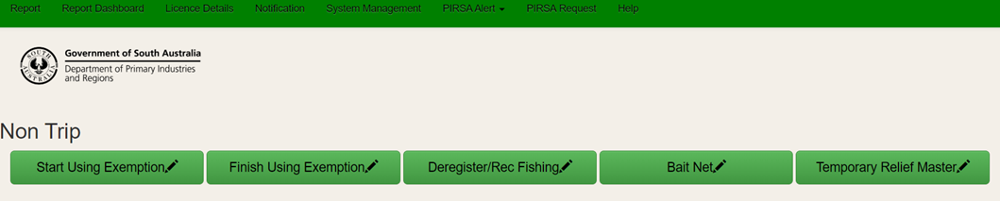 Report Report Dashboard Licence Details Notification System Management PIRSA Alert PIRSA Request Help
SOUTH AUSTRALIA
Government of South Australia
Department of Primary Industries
and Regions
Non Trip
Start Using Exemption Finish Using Exemption Deregister/Rec Fishing Bait Net Temporary Relief Master